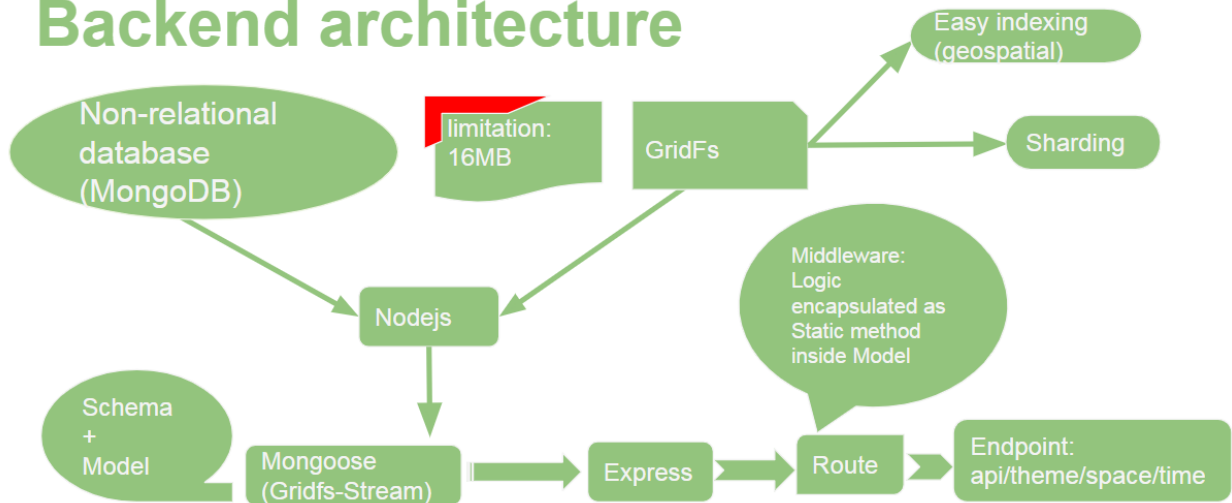 Backend architecture
Easy indexing
(geospatial)
Non-relational
database
(MongoDB)
limitation:
16MB
GridFs
Sharding
Middleware:
Logic
encapsulated as
Static method
inside Model
Nodejs
Schema
+
Model
Mongoose
(Gridfs-Stream)
Express
Route
Endpoint:
api/theme/space/time